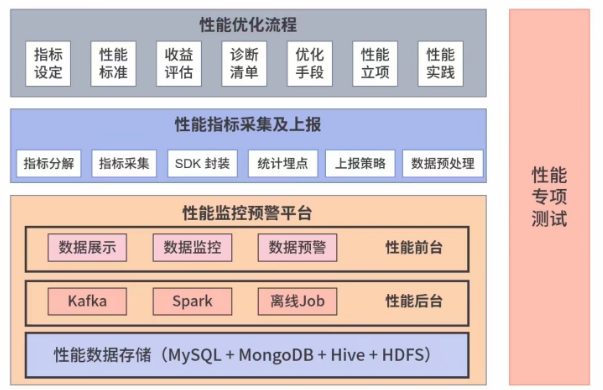 性能优化流程
指标
设定
性能
标准
收益
评估
诊断
清单
优化
手段
性能
立项
性能
实践
性能指标采集及上报
指标分解
指标采集
SDK 封装
统计埋点
上报策略
数据预处理
性能监控预警平台
数据展示
数据监控
数据预警
性能前台
Kafka
Spark
离线Job
性能后台
性能数据存储（MySQL + MongoDB + Hive + HDFS）
性能
专项
测试